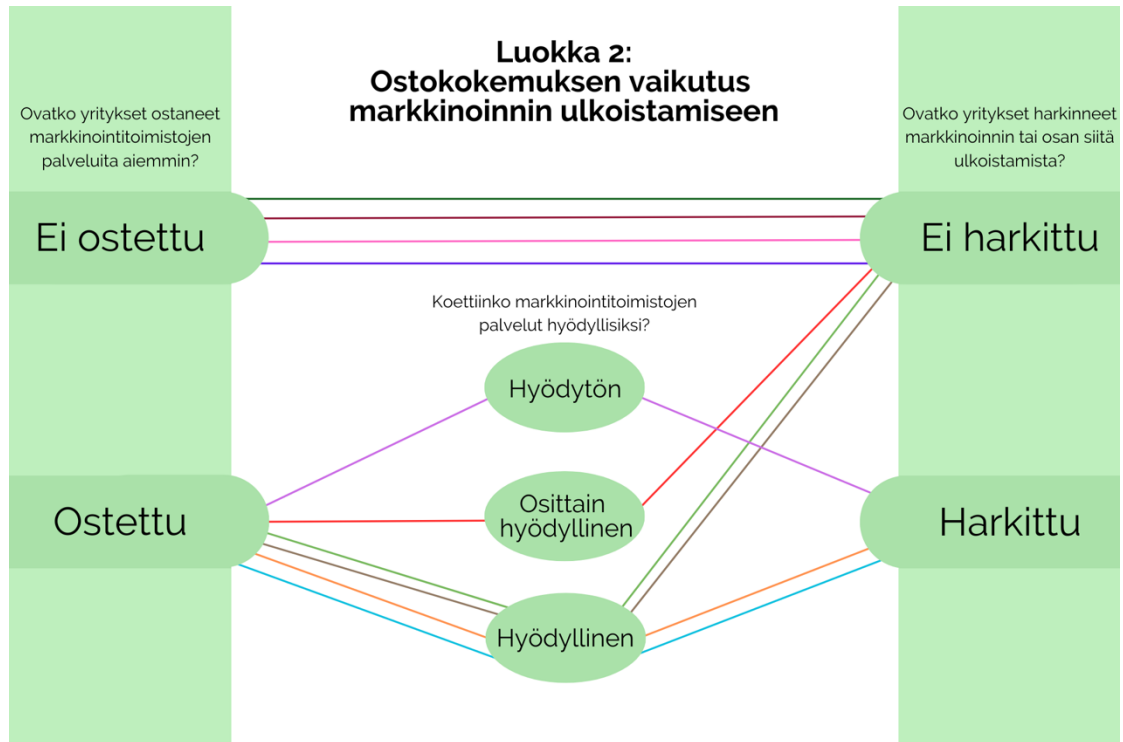 Luokka 2:
Ostokokemuksen vaikutus
markkinoinnin ulkoistamiseen
Ovatko yritykset ostaneet
markkinointitoimistojen
palveluita aiemmin?
Ovatko yritykset harkinneet
markkinoinnin tai osan siitä
ulkoistamista?
Ei ostettu
Ei harkittu
Koettiinko markkinointitoimistojen
palvelut hyödyllisiksi?
Hyödytön
Ostettu
Osittain
hyödyllinen
Harkittu
Hyödyllinen